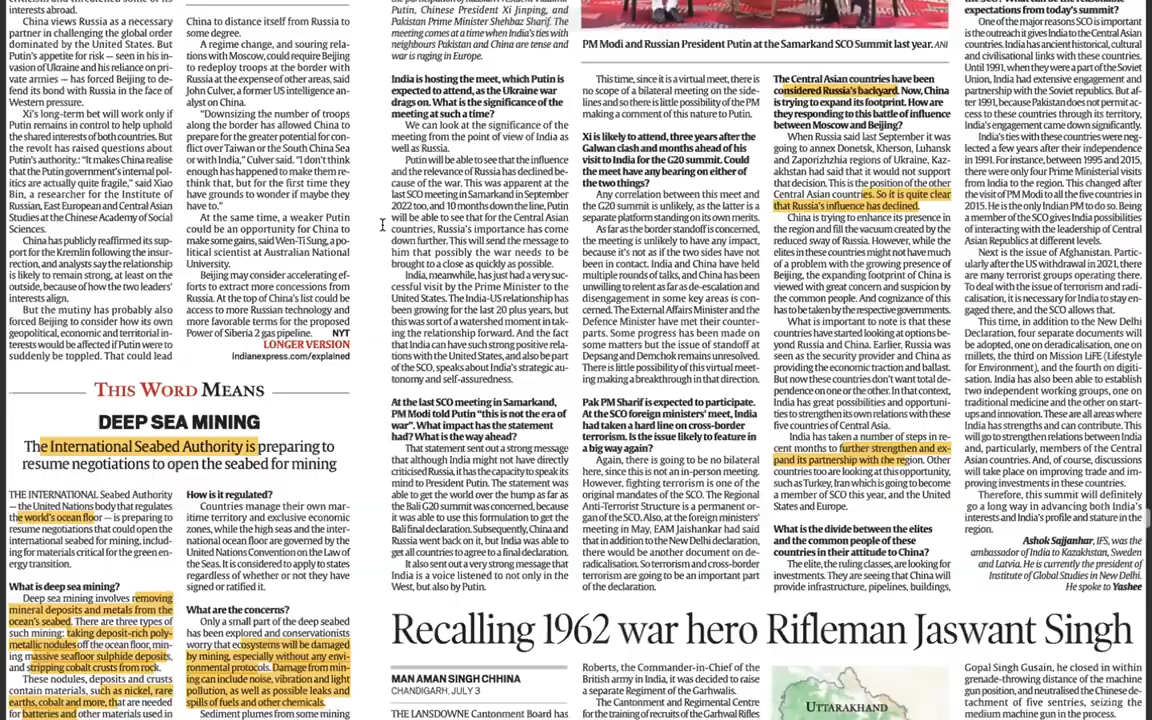 interests abroad.
China views Russia as a necessary
partner in challenging the global order
dominated by the United States. But
Putin's appetite for risk — seen in his in-
vasion of Ukraine and his reliance on pri-
vate armies — has forced Beijing to de-
fend its bond with Russia in the face of
Western pressure.
Xi's long-term bet will work only if
Putin remains in control to help uphold
the shared interests of both countries. But
the revolt has raised questions about
Putin's authority.: "It makes China realise
that the Putin government's internal pol-
itics are actually quite fragile," said Xiao
Bin, a researcher for the Institute of
Russian, East European and Central Asian
Studies at the Chinese Academy of Social
Sciences.
China has publicly reaffirmed its sup-
port for the Kremlin following the insur-
rection, and analysts say the relationship
is likely to remain strong, at least on the
outside, because of how the two leaders'
interests align.
But the mutiny has probably also
forced Beijing to consider how its own
geopolitical, economic and territorial in-
terests would be affected if Putin were to
suddenly be toppled. That could lead
China to distance itself from Russia to
some degree.
A regime change, and souring rela-
tions with Moscow, could require Beijing
to redeploy troops at the border with
Russia at the expense of other areas, said
John Culver, a former US intelligence an-
alyst on China.
"Downsizing the number of troops
along the border has allowed China to
prepare for the greater potential for con-
flict over Taiwan or the South China Sea
or with India," Culver said. "I don't think
enough has happened to make them re-
think that, but for the first time they
have grounds to wonder if maybe they
have to."
At the same time, a weaker Putin
could be an opportunity for China to
make some gains, said Wen-Ti Sung, a po-
litical scientist at Australian National
University.
Beijing may consider accelerating ef-
forts to extract more concessions from
Russia. At the top of China's list could be
access to more Russian technology and
more favorable terms for the proposed
Power of Siberia 2 gas pipeline. NYT
LONGER VERSION
Indianexpress.com/explained
THIS WORD MEANS
DEEP SEA MINING
The International Seabed Authority is preparing to
resume negotiations to open the seabed for mining
THE INTERNATIONAL Seabed Authority
— the United Nations body that regulates
the world's ocean floor — is preparing to
resume negotiations that could open the
international seabed for mining, includ-
ing for materials critical for the green en-
ergy transition.
What is deep sea mining?
Deep sea mining involves removing
mineral deposits and metals from the
ocean's seabed. There are three types of
such mining: taking deposit-rich poly-
metallic nodules off the ocean floor, min-
ing massive seafloor sulphide deposits,
and stripping cobalt crusts from rock.
These nodules, deposits and crusts
contain materials, such as nickel, rare
earths, cobalt and more, that are needed
for batteries and other materials used in
How is it regulated?
Countries manage their own mar-
itime territory and exclusive economic
zones, while the high seas and the inter-
national ocean floor are governed by the
United Nations Convention on the Law of
the Seas. It is considered to apply to states
regardless of whether or not they have
signed or ratified it.
What are the concerns?
Only a small part of the deep seabed
has been explored and conservationists
worry that ecosystems will be damaged
by mining, especially without any envi-
ronmental protocols. Damage from min-
ing can include noise, vibration and light
pollution, as well as possible leaks and
spills of fuels and other chemicals.
Sediment plumes from some mining
Putin, Chinese President Xi Jinping, and
Pakistan Prime Minister Shehbaz Sharif. The
meeting comes at a time when India's ties with
neighbours Pakistan and China are tense and
war is raging in Europe.
India is hosting the meet, which Putin is
expected to attend, as the Ukraine war
drags on. What is the significance of the
meeting at such a time?
We can look at the significance of the
meeting from the point of view of India as
well as Russia.
Putin will be able to see that the influence
and the relevance of Russia has declined
because of the war. This was apparent at the
last SCO meeting in Samarkand in September
2022 too, and 10 months down the line, Putin
will be able to see that for the Central Asian
countries, Russia's importance has come
down further. This will send the message to
him that possibly the war needs to be
brought to a close as quickly as possible.
India, meanwhile, has just had a very suc-
cessful visit by the Prime Minister to the
United States. The India-US relationship has
been growing for the last 20 plus years, but
this was sort of a watershed moment in tak-
ing the relationship forward. And the fact
that India can have such strong positive rela-
tions with the United States, and also be part
of the SCO, speaks about India's strategic au-
tonomy and self-assuredness.
At the last SCO meeting in Samarkand,
PM Modi told Putin "this is not the era of
war". What impact has the statement
had? What is the way ahead?
That statement sent out a strong message
that although India might not have directly
criticised Russia, it has the capacity to speak its
mind to President Putin. The statement was
able to get the world over the hump as far as
the Bali G20 summit was concerned, because
it was able to use this formulation to get the
Bali final declaration. Subsequently, China and
Russia went back on it, but India was able to
get all countries to agree to a final declaration.
It also sent out a very strong message that
India is a voice listened to not only in the
West, but also by Putin.
PM Modi and Russian President Putin at the Samarkand SCO Summit last year. ANI
This time, since it is a virtual meet, there is
no scope of a bilateral meeting on the side-
lines and so there is little possibility of the PM
making a comment of this nature to Putin.
Xi is likely to attend, three years after the
Galwan clash and months ahead of his
visit to India for the G20 summit. Could
the meet have any bearing on either of
the two things?
Any correlation between this meet and
the G20 summit is unlikely, as the latter is a
separate platform standing on its own merits.
As far as the border standoff is concerned,
the meeting is unlikely to have any impact,
because it's not as if the two sides have not
been in contact. India and China have held
multiple rounds of talks, and China has been
unwilling to relent as far as de-escalation and
disengagement in some key areas is con-
cerned. The External Affairs Minister and the
Defence Minister have met their counter-
parts. Some progress has been made on
some matters but the issue of standoff at
Depsang and Demchok remains unresolved.
There is little possibility of this virtual meet-
ing making a breakthrough in that direction.
Pak PM Sharif is expected to participate.
At the SCO foreign ministers' meet, India
had taken a hard line on cross-border
terrorism. Is the issue likely to feature in
a big way again?
Again, there is going to be no bilateral
here, since this is not an in-person meeting.
However, fighting terrorism is one of the
original mandates of the SCO. The Regional
Anti-Terrorist Structure is a permanent or-
gan of the SCO. Also, at the foreign ministers'
meeting in May, EAM Jaishankar had said
that in addition to the New Delhi declaration,
there would be another document on de-
radicalisation. So terrorism and cross-border
terrorism are going to be an important part
of the declaration.
The Central Asian countries have been
considered Russia's backyard. Now, China
is trying to expand its footprint. How are
they responding to this battle of influence
between Moscow and Beijing?
When Russia said last September it was
going to annex Donetsk, Kherson, Luhansk
and Zaporizhzhia regions of Ukraine, Kaz-
akhstan had said that it would not support
that decision. This is the position of the other
Central Asian countries. So it is quite clear
that Russia's influence has declined.
China is trying to enhance its presence in
the region and fill the vacuum created by the
reduced sway of Russia. However, while the
elites in these countries might not have much
of a problem with the growing presence of
Beijing, the expanding footprint of China is
viewed with great concern and suspicion by
the common people. And cognizance of this
has to be taken by the respective governments.
What is important to note is that these
countries have started looking at options be-
yond Russia and China. Earlier, Russia was
seen as the security provider and China as
providing the economic traction and ballast.
But now these countries don't want total de-
pendence on one or the other. In that context,
India has great possibilities and opportuni-
ties to strengthen its own relations with these
five countries of Central Asia.
India has taken a number of steps in re-
cent months to further strengthen and ex-
pand its partnership with the region. Other
countries too are looking at this opportunity,
such as Turkey, Iran which is going to become
a member of SCO this year, and the United
States and Europe.
What is the divide between the elites
and the common people of these
countries in their attitude to China?
The elite, the ruling classes, are looking for
investments. They are seeing that China will
provide infrastructure, pipelines, buildings,
expectations from today's summit?
One of the major reasons SCO is important
is the outreach it gives India to the Central Asian
countries. India has ancient historical, cultural
and civilisational links with these countries.
Until 1991, when they were a part of the Soviet
Union, India had extensive engagement and
partnership with the Soviet republics. But af-
ter 1991, because Pakistan does not permit ac-
cess to these countries through its territory,
India's engagement came down significantly.
India's ties with these countries were neg-
lected a few years after their independence
in 1991. For instance, between 1995 and 2015,
there were only four Prime Ministerial visits
from India to the region. This changed after
the visit of PM Modi to all the five countries in
2015. He is the only Indian PM to do so. Being
a member of the SCO gives India possibilities
of interacting with the leadership of Central
Asian Republics at different levels.
Next is the issue of Afghanistan. Partic-
ularly after the US withdrawal in 2021, there
are many terrorist groups operating there.
To deal with the issue of terrorism and radi-
calisation, it is necessary for India to stay en-
gaged there, and the SCO allows that.
This time, in addition to the New Delhi
Declaration, four separate documents will
be adopted, one on deradicalisation, one on
millets, the third on Mission LiFE (Lifestyle
for Environment), and the fourth on digiti-
sation. India has also been able to establish
two independent working groups, one on
traditional medicine and the other on start-
ups and innovation. These are all areas where
India has strengths and can contribute. This
will go to strengthen relations between India
and, particularly, members of the Central
Asian countries. And, of course, discussions
will take place on improving trade and im-
proving investments in these countries.
Therefore, this summit will definitely
go a long way in advancing both India's
interests and India's profile and stature in the
region.
Ashok Sajjanhar, IFS, was the
ambassador of India to Kazakhstan, Sweden
and Latvia. He is currently the president of
Institute of Global Studies in New Delhi.
He spoke to Yashee
Recalling 1962 war hero Rifleman Jaswant Singh
MAN AMAN SINGH CHHINA
CHANDIGARH, JULY 3
THE LANSDOWNE Cantonment Board has
Roberts, the Commander-in-Chief of the
British army in India, it was decided to raise
a separate Regiment of the Garhwalis.
The Cantonment and Regimental Centre
for the training of recruits of the Garhwal Rifles
UTTARAKHAND
Gopal Singh Gusain, he closed in within
grenade-throwing distance of the machine
gun position, and neutralised the Chinese de-
tachment of five sentries, seizing the
medium machine gun in the process.